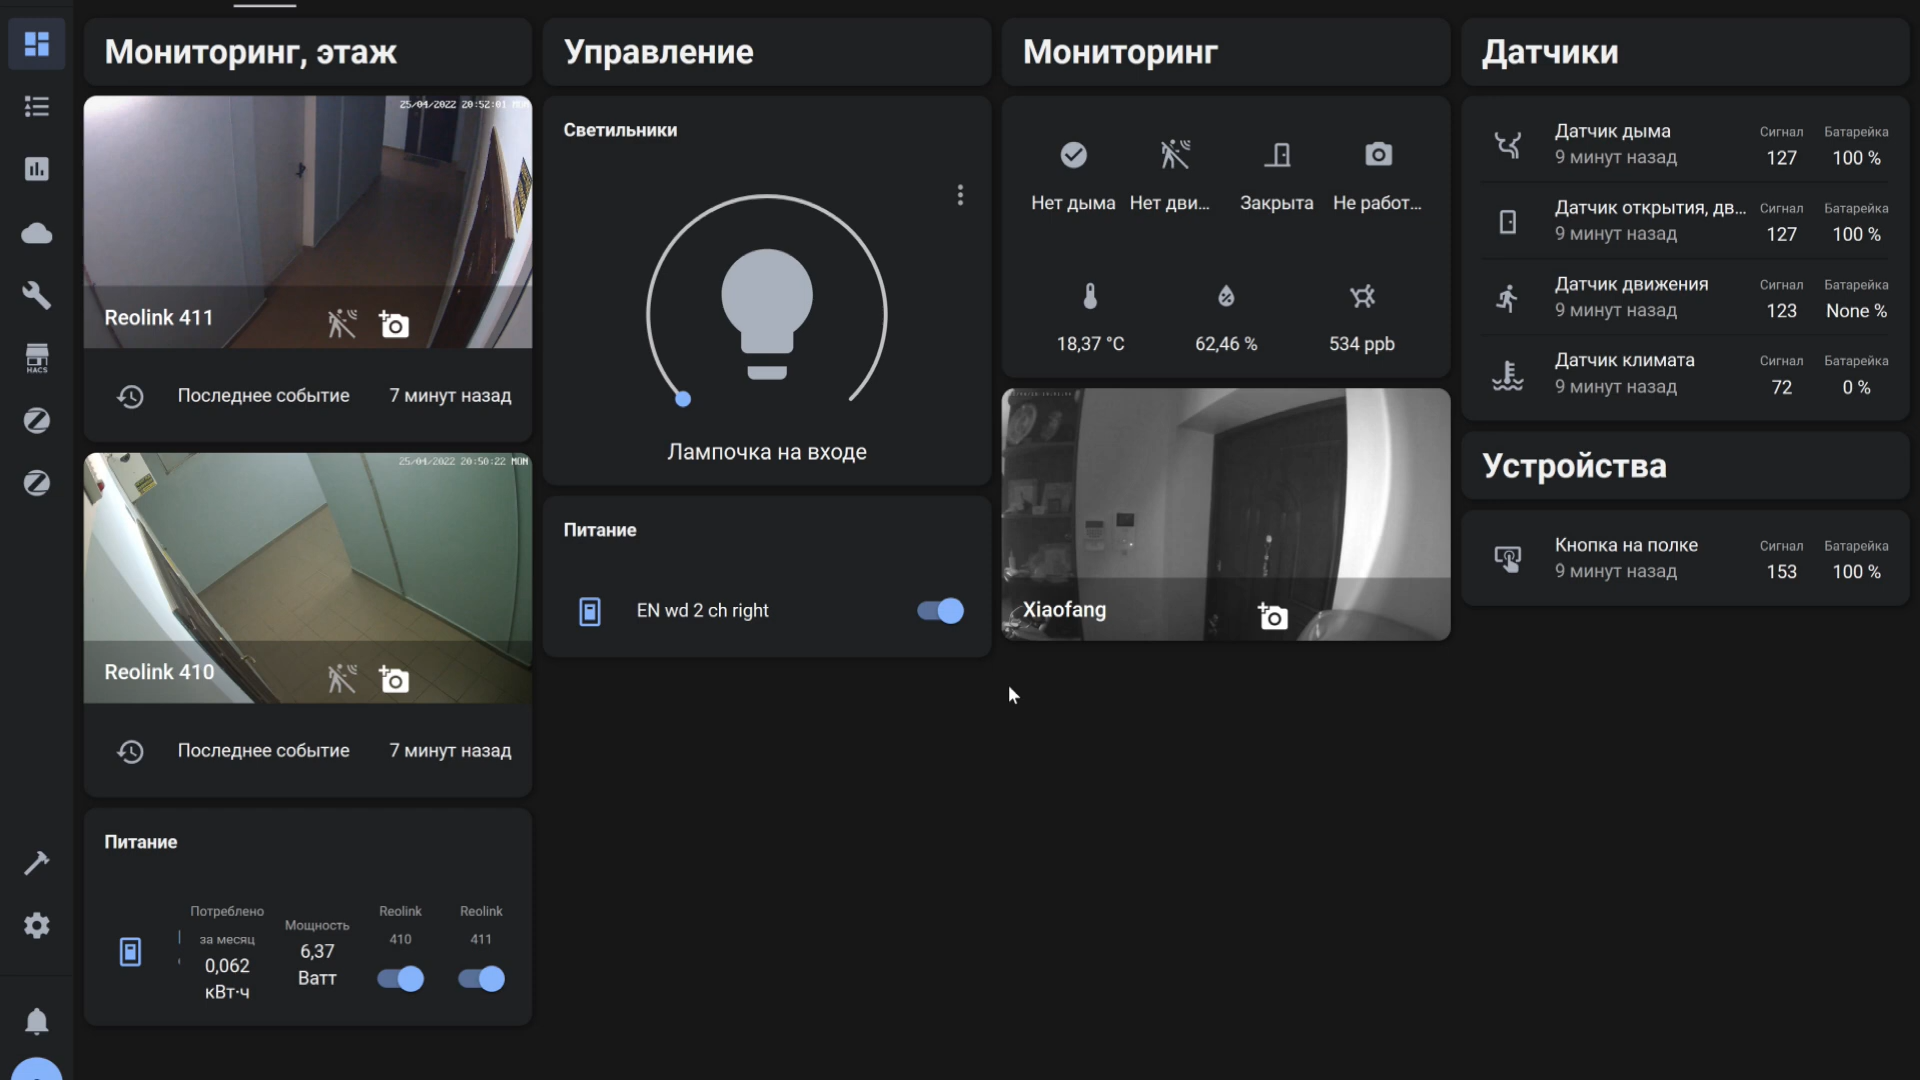 Мониторинг, этаж
25/04/2022 20:52:01
Reolink 411
Последнее событие
7 минут назад
25/04/2022 20:50:22 MON
Reolink 410
Последнее событие
7 минут назад
Питание
Потреблено
за месяц
0,062
кВт·ч
Мощность
6,37
Ватт
Reolink
410
Reolink
411
Управление
Светильники
Лампочка на входе
Питание
EN wd 2 ch right
Мониторинг
Нет дыма
Нет дви...
Закрыта
Не работ...
18,37 °C
62,46 %
534 ppb
Xiaofang
Датчики
Датчик дыма
9 минут назад
Сигнал
127
Батарейка
100 %
Датчик открытия, дв...
9 минут назад
Сигнал
127
Батарейка
100 %
Датчик движения
9 минут назад
Сигнал
123
Батарейка
None %
Датчик климата
9 минут назад
Сигнал
72
Батарейка
0 %
Устройства
Кнопка на полке
9 минут назад
Сигнал
153
Батарейка
100 %
HACS